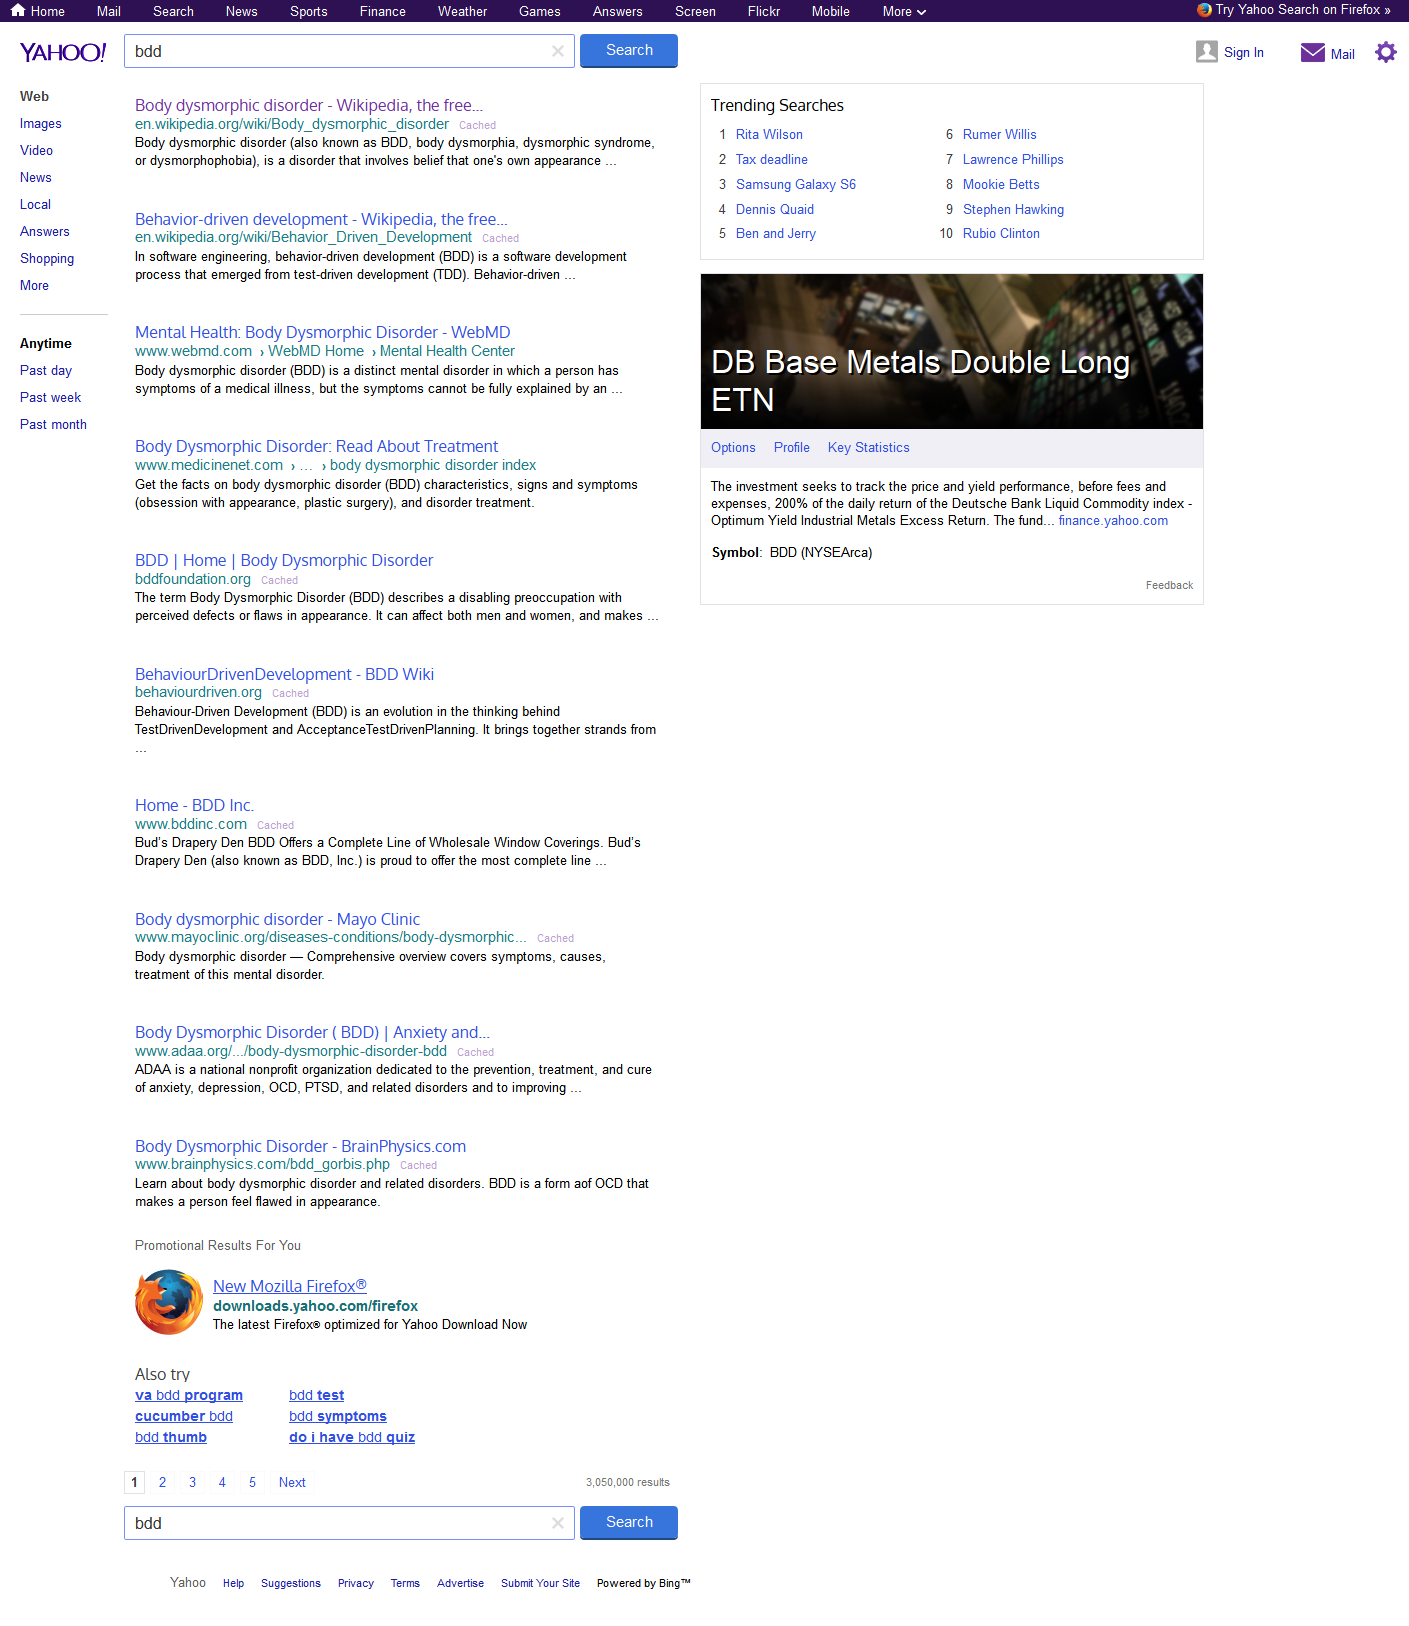 Home Mail Search News Sports Finance Weather Games Answers Screen Flickr Mobile More Try Yahoo Search on Firefox »
YAHOO! bdd Search Sign In Mail
Web
Images
Video
News
Local
Answers
Shopping
More
Anytime
Past day
Past week
Past month
Body dysmorphic disorder - Wikipedia, the free...
en.wikipedia.org/wiki/Body_dysmorphic_disorder Cached
Body dysmorphic disorder (also known as BDD, body dysmorphia, dysmorphic syndrome,
or dysmorphophobia), is a disorder that involves belief that one's own appearance ...
Behavior-driven development - Wikipedia, the free...
en.wikipedia.org/wiki/Behavior_Driven_Development Cached
In software engineering, behavior-driven development (BDD) is a software development
process that emerged from test-driven development (TDD). Behavior-driven ...
Mental Health: Body Dysmorphic Disorder - WebMD
www.webmd.com › WebMD Home › Mental Health Center
Body dysmorphic disorder (BDD) is a distinct mental disorder in which a person has
symptoms of a medical illness, but the symptoms cannot be fully explained by an ...
Body Dysmorphic Disorder: Read About Treatment
www.medicinenet.com › ... › body dysmorphic disorder index
Get the facts on body dysmorphic disorder (BDD) characteristics, signs and symptoms
(obsession with appearance, plastic surgery), and disorder treatment.
BDD | Home | Body Dysmorphic Disorder
bddfoundation.org Cached
The term Body Dysmorphic Disorder (BDD) describes a disabling preoccupation with
perceived defects or flaws in appearance. It can affect both men and women, and makes ...
BehaviourDrivenDevelopment - BDD Wiki
behaviourdriven.org Cached
Behaviour-Driven Development (BDD) is an evolution in the thinking behind
TestDrivenDevelopment and AcceptanceTestDrivenPlanning. It brings together strands from
...
Home - BDD Inc.
www.bddinc.com Cached
Bud's Drapery Den BDD Offers a Complete Line of Wholesale Window Coverings. Bud's
Drapery Den (also known as BDD, Inc.) is proud to offer the most complete line ...
Body dysmorphic disorder - Mayo Clinic
www.mayoclinic.org/diseases-conditions/body-dysmorphic... Cached
Body dysmorphic disorder — Comprehensive overview covers symptoms, causes,
treatment of this mental disorder.
Body Dysmorphic Disorder ( BDD) | Anxiety and...
www.adaa.org/.../body-dysmorphic-disorder-bdd Cached
ADAA is a national nonprofit organization dedicated to the prevention, treatment, and cure
of anxiety, depression, OCD, PTSD, and related disorders and to improving ...
Body Dysmorphic Disorder - BrainPhysics.com
www.brainphysics.com/bdd_gorbis.php Cached
Learn about body dysmorphic disorder and related disorders. BDD is a form aof OCD that
makes a person feel flawed in appearance.
Promotional Results For You
New Mozilla Firefox®
downloads.yahoo.com/firefox
The latest Firefox® optimized for Yahoo Download Now
Also try
va bdd program bdd test
cucumber bdd bdd symptoms
bdd thumb do i have bdd quiz
1 2 3 4 5 Next 3,050,000 results
bdd Search
Yahoo Help Suggestions Privacy Terms Advertise Submit Your Site Powered by Bing™
Trending Searches
1 Rita Wilson 6 Rumer Willis
2 Tax deadline 7 Lawrence Phillips
3 Samsung Galaxy S6 8 Mookie Betts
4 Dennis Quaid 9 Stephen Hawking
5 Ben and Jerry 10 Rubio Clinton
DB Base Metals Double Long
ETN
Options Profile Key Statistics
The investment seeks to track the price and yield performance, before fees and
expenses, 200% of the daily return of the Deutsche Bank Liquid Commodity index -
Optimum Yield Industrial Metals Excess Return. The fund... finance.yahoo.com
Symbol: BDD (NYSEArca)
Feedback